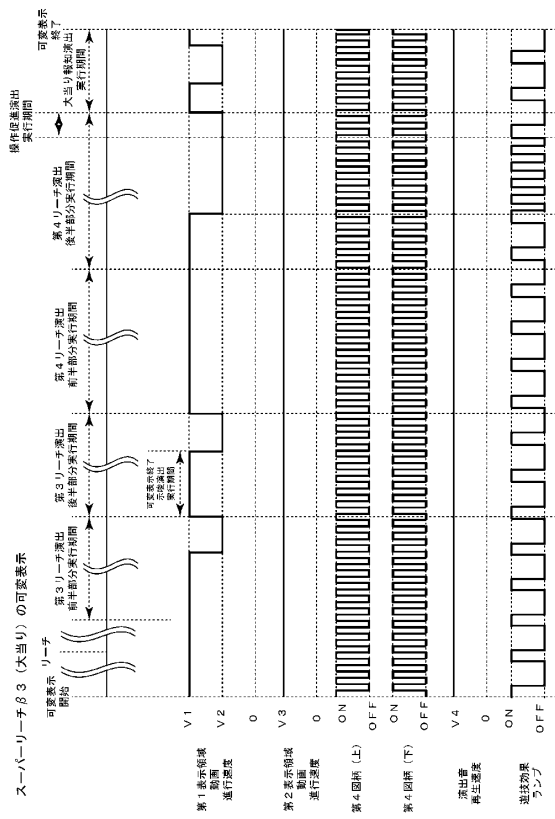 スーパーリーチβ3（大当り）の可変表示
可変表示
開始
リーチ
第3リーチ演出
前半部分実行期間
第3リーチ演出
後半部分実行期間
可変表示終了
示唆演出
実行期間
第4リーチ演出
前半部分実行期間
第4リーチ演出
後半部分実行期間
操作促進演出
実行期間
大当り報知演出
実行期間
可変表示
終了
第1表示領域
動画
進行速度
V1
V2
0
第2表示領域
動画
進行速度
V3
0
第4図柄（上）
ON
OFF
第4図柄（下）
ON
OFF
演出音
再生速度
V4
0
遊技効果
ランプ
ON
OFF